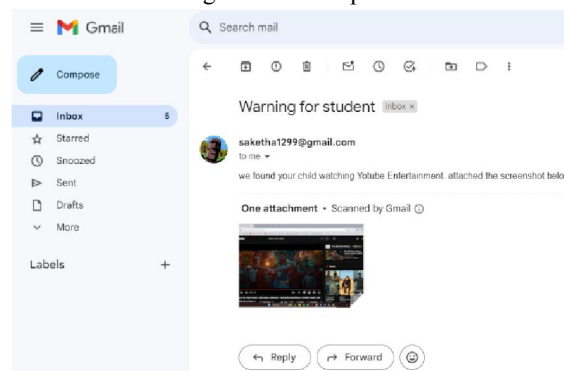 Gmail
Search mail
Compose
Inbox 5
Starred
Snoozed
Sent
Drafts
More
Labels +
Warning for student Inbox ×
saketha1299@gmail.com
to me
we found your child watching Yotube Entertainment. attached the screenshot belo
One attachment • Scanned by Gmail
Reply Forward